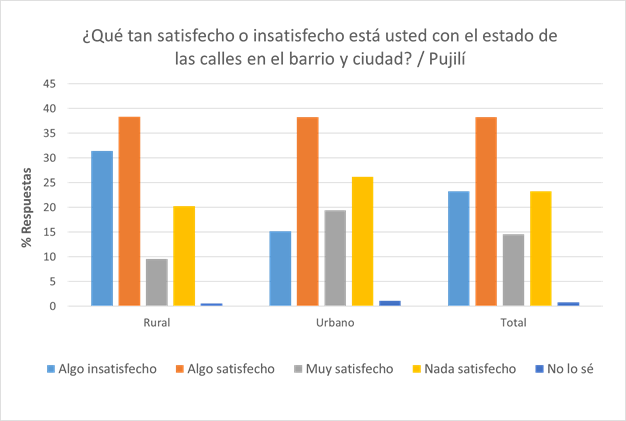 ¿Qué tan satisfecho o insatisfecho está usted con el estado de
las calles en el barrio y ciudad? / Pujilí
45
40
35
30
25
20
15
10
5
0
% Respuestas
Rural Urbano Total
Algo insatisfecho Algo satisfecho Muy satisfecho Nada satisfecho No lo sé